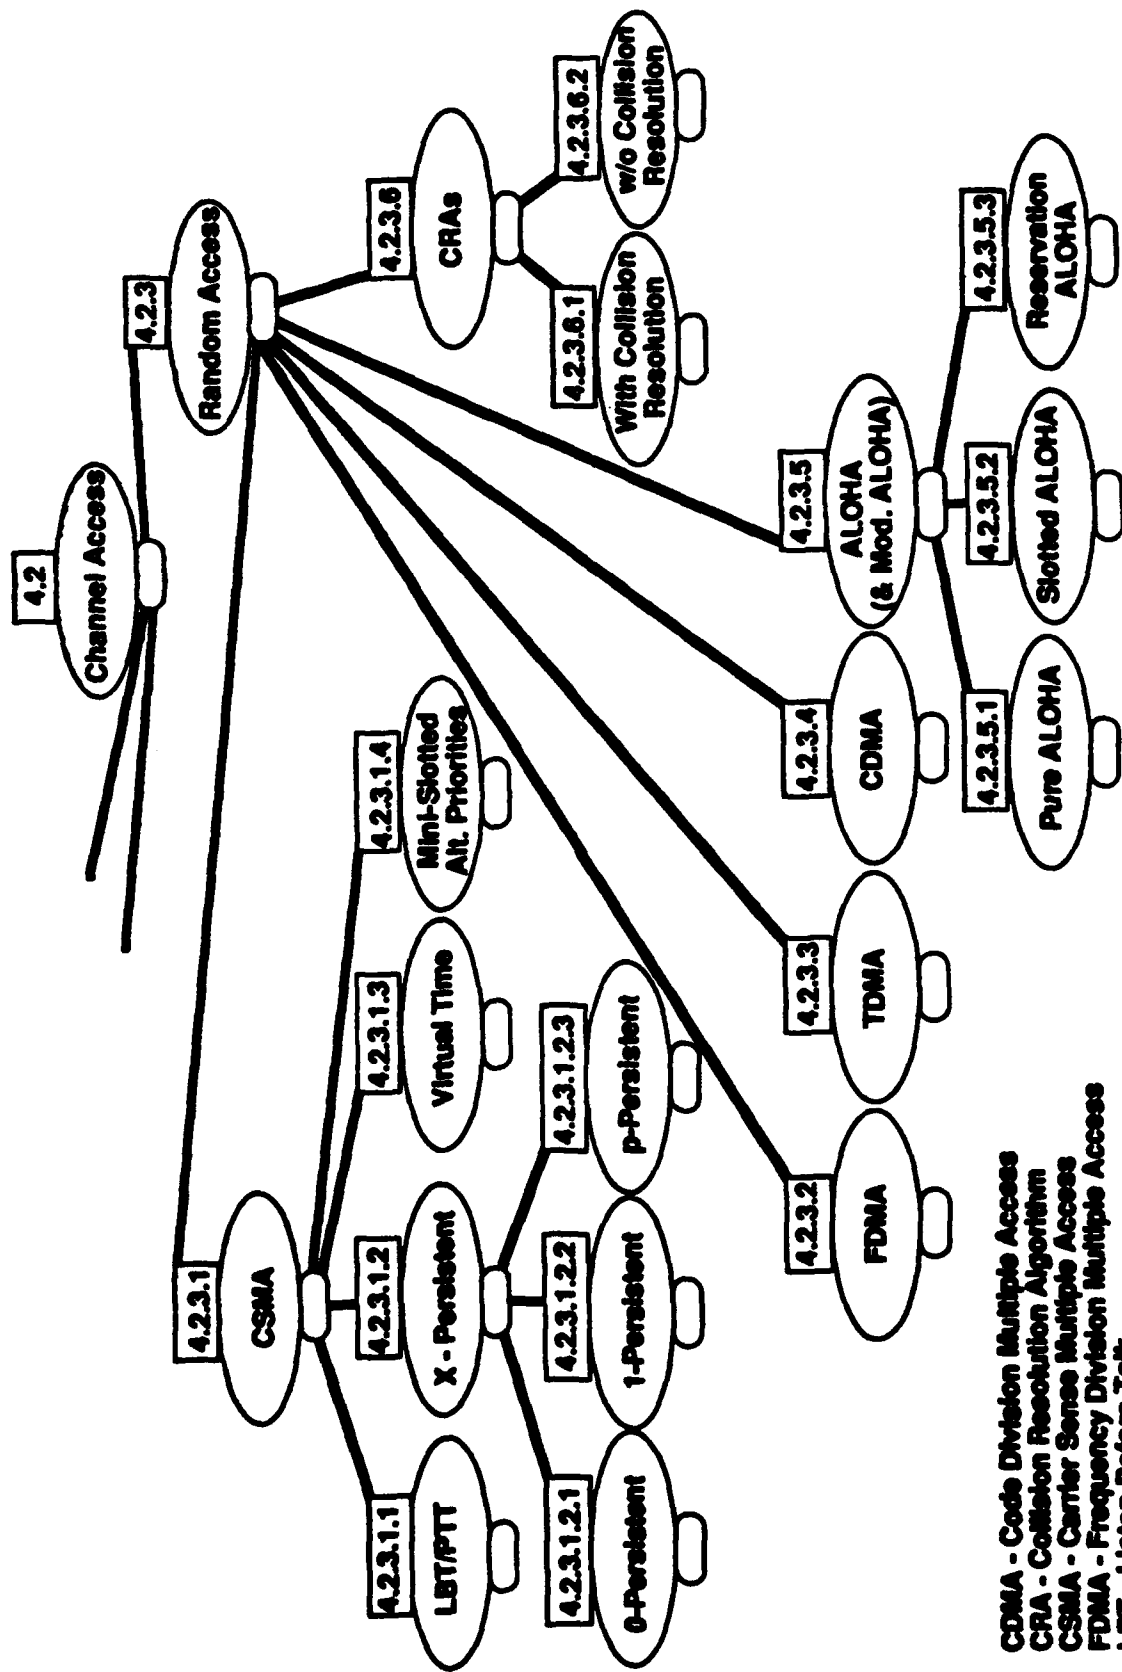 4.2
Channel Access
4.2.3
Random Access
4.2.3.1
CSMA
4.2.3.1.1
LBT/PTT
4.2.3.1.2
X - Persistent
4.2.3.1.3
Virtual Time
4.2.3.1.4
Mini-Slotted
Alt. Priorities
4.2.3.6
CRAs
4.2.3.1.2.1
0-Persistent
4.2.3.1.2.2
1-Persistent
4.2.3.1.2.3
p-Persistent
4.2.3.6.1
With Collision
Resolution
4.2.3.6.2
w/o Collision
Resolution
4.2.3.2
FDMA
4.2.3.3
TDMA
4.2.3.4
CDMA
4.2.3.5
ALOHA
(& Mod. ALOHA)
4.2.3.5.1
Pure ALOHA
4.2.3.5.2
Slotted ALOHA
4.2.3.5.3
Reservation
ALOHA
CDMA - Code Division Multiple Access
CRA - Collision Resolution Algorithm
CSMA - Carrier Sense Multiple Access
FDMA - Frequency Division Multiple Access